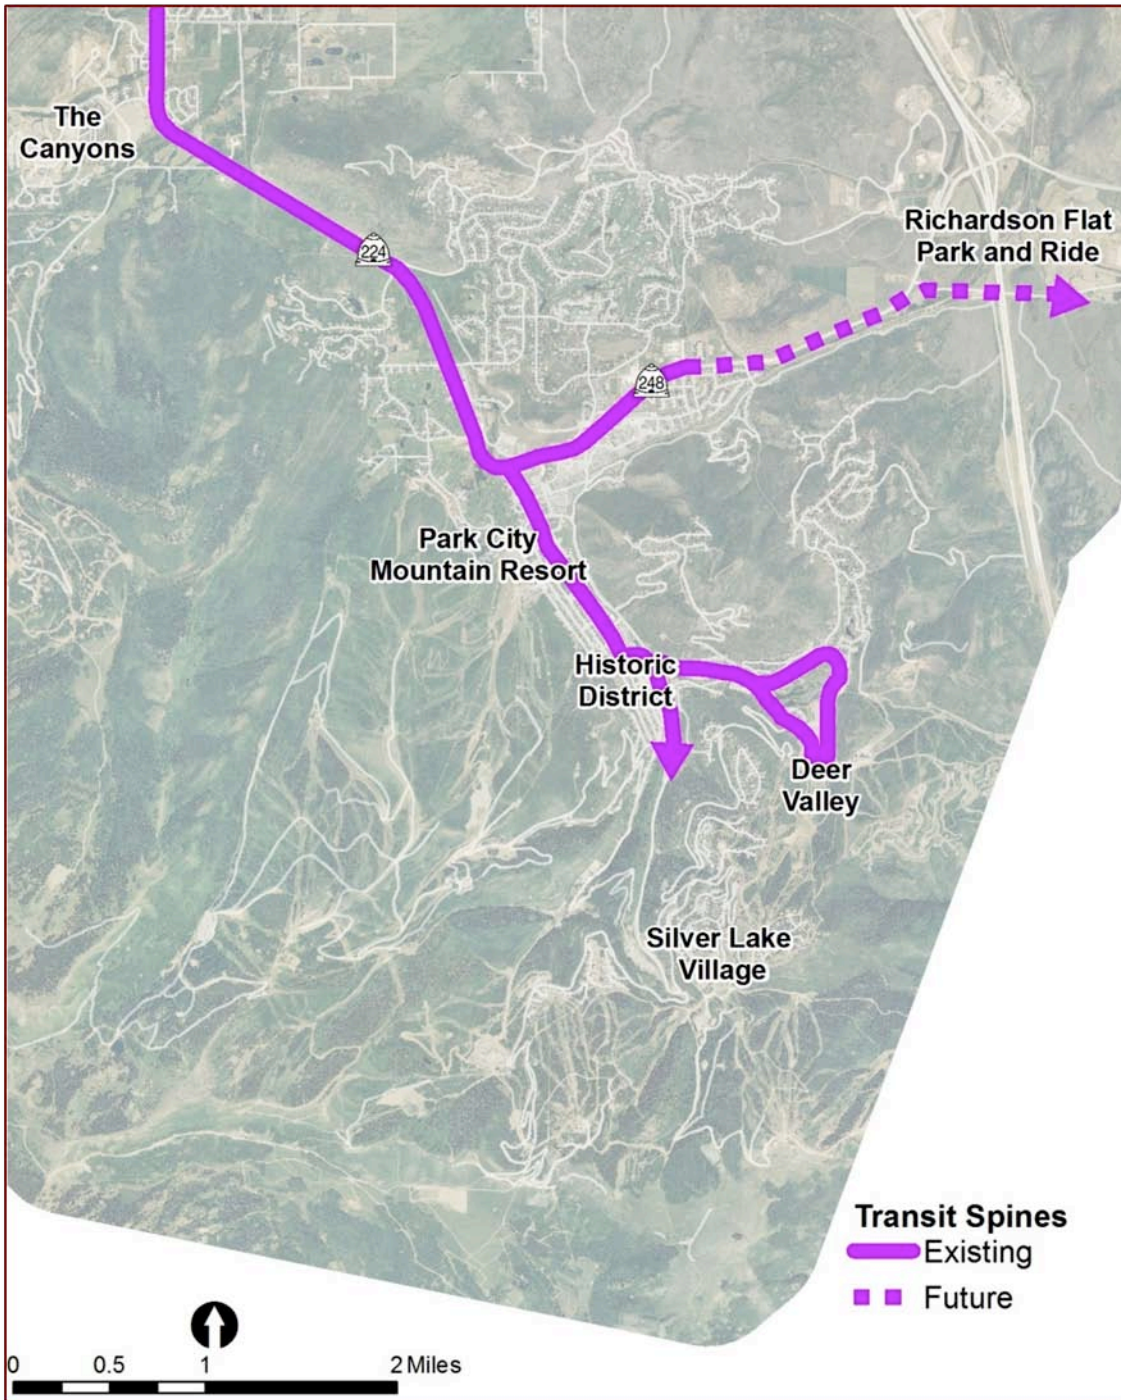 The
Canyons
224
Richardson Flat
Park and Ride
248
Park City
Mountain Resort
Historic
District
Deer
Valley
Silver Lake
Village
Transit Spines
Existing
Future
0 0.5 1 2 Miles